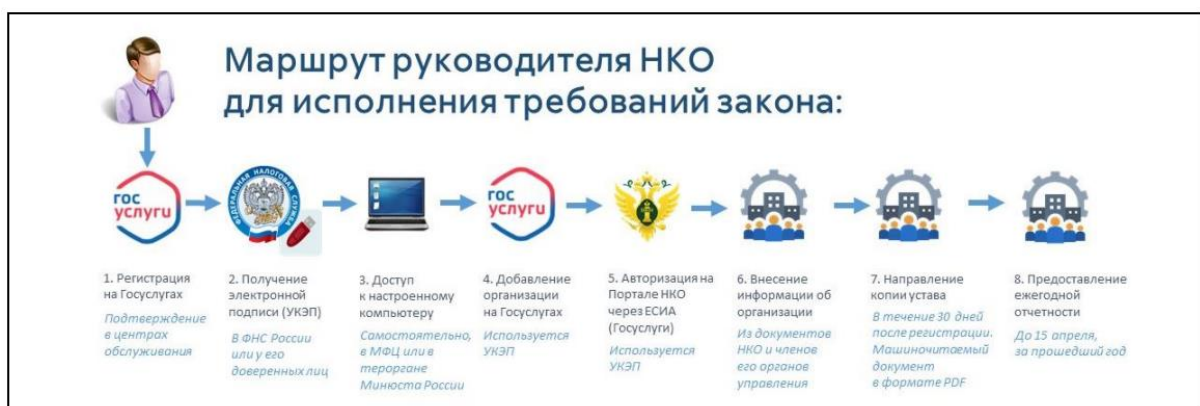 Маршрут руководителя НКО
для исполнения требований закона:
гос
услуги
ФЕДЕРАЛЬНАЯ НАЛОГОВАЯ СЛУЖБА
гос
услуги
1. Регистрация
на Госуслугах
Подтверждение
в центрах
обслуживания
2. Получение
электронной
подписи (УКЭП)
В ФНС России
или у его
доверенных лиц
3. Доступ
к настроенному
компьютеру
Самостоятельно,
в МФЦ или в
тероргане
Минюста России
4. Добавление
организации
на Госуслугах
Используется
УКЭП
5. Авторизация на
Портале НКО
через ЕСИА
(Госуслуги)
Используется
УКЭП
6. Внесение
информации об
организации
Из документов
НКО и членов
его органов
управления
7. Направление
копии устава
В течение 30 дней
после регистрации.
Машиночитаемый
документ
в формате PDF
8. Предоставление
ежегодной
отчетности
До 15 апреля,
за прошедший год